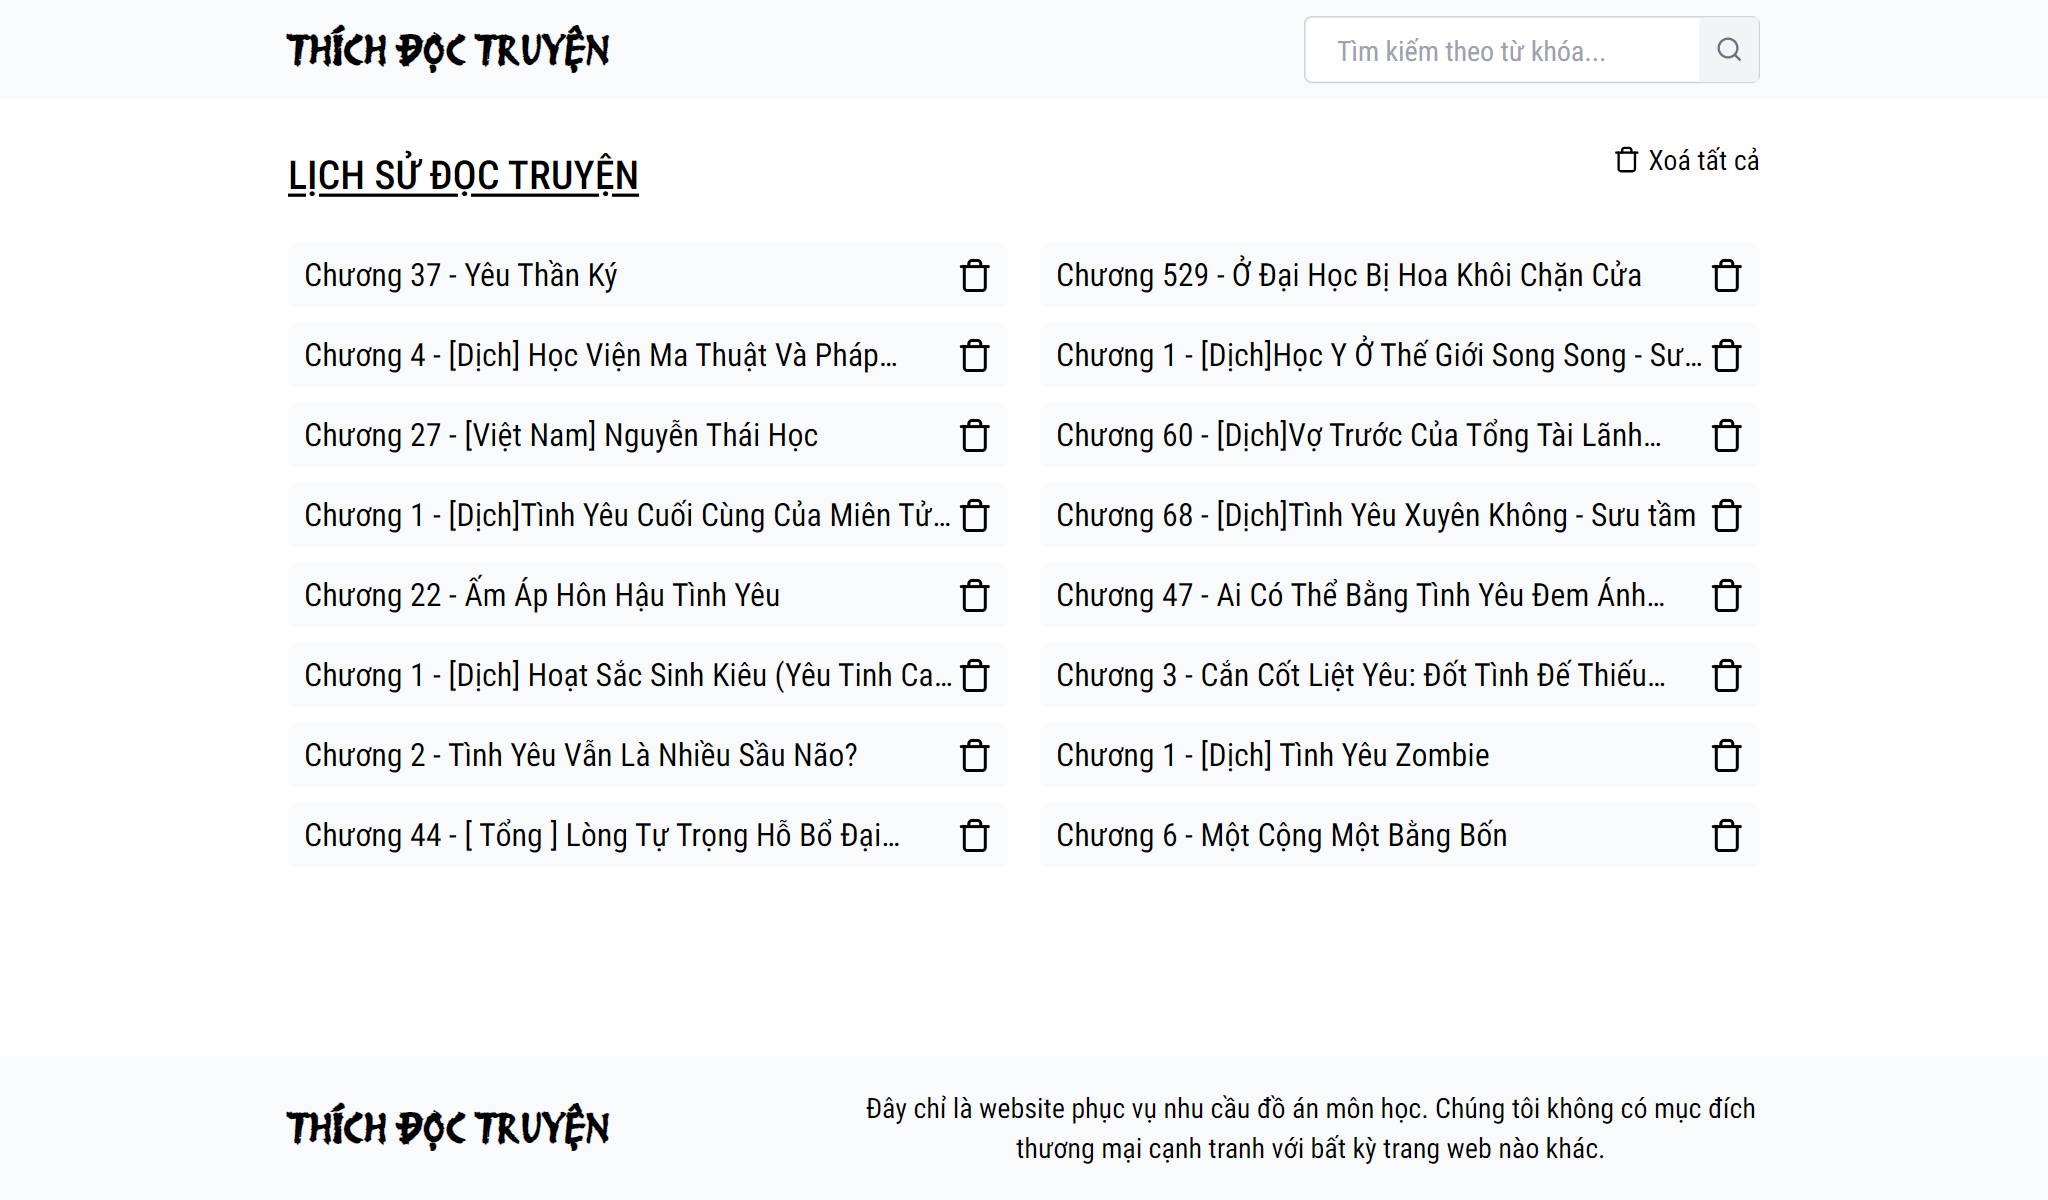 THÍCH ĐỌC TRUYỆN
Tìm kiếm theo từ khóa...
LỊCH SỬ ĐỌC TRUYỆN
Xoá tất cả
Chương 37 - Yêu Thần Ký
Chương 529 - Ở Đại Học Bị Hoa Khôi Chặn Cửa
Chương 4 - [Dịch] Học Viện Ma Thuật Và Pháp...
Chương 1 - [Dịch]Học Y Ở Thế Giới Song Song - Sư...
Chương 27 - [Việt Nam] Nguyễn Thái Học
Chương 60 - [Dịch]Vợ Trước Của Tổng Tài Lãnh...
Chương 1 - [Dịch]Tình Yêu Cuối Cùng Của Miên Tử...
Chương 68 - [Dịch]Tình Yêu Xuyên Không - Sưu tầm
Chương 22 - Ấm Áp Hôn Hậu Tình Yêu
Chương 47 - Ai Có Thể Bằng Tình Yêu Đem Ánh...
Chương 1 - [Dịch] Hoạt Sắc Sinh Kiêu (Yêu Tinh Ca...
Chương 3 - Cắn Cốt Liệt Yêu: Đốt Tình Đế Thiếu...
Chương 2 - Tình Yêu Vẫn Là Nhiều Sầu Não?
Chương 1 - [Dịch] Tình Yêu Zombie
Chương 44 - [ Tổng ] Lòng Tự Trọng Hỗ Bổ Đại...
Chương 6 - Một Cộng Một Bằng Bốn
THÍCH ĐỌC TRUYỆN
Đây chỉ là website phục vụ nhu cầu đồ án môn học. Chúng tôi không có mục đích
thương mại cạnh tranh với bất kỳ trang web nào khác.